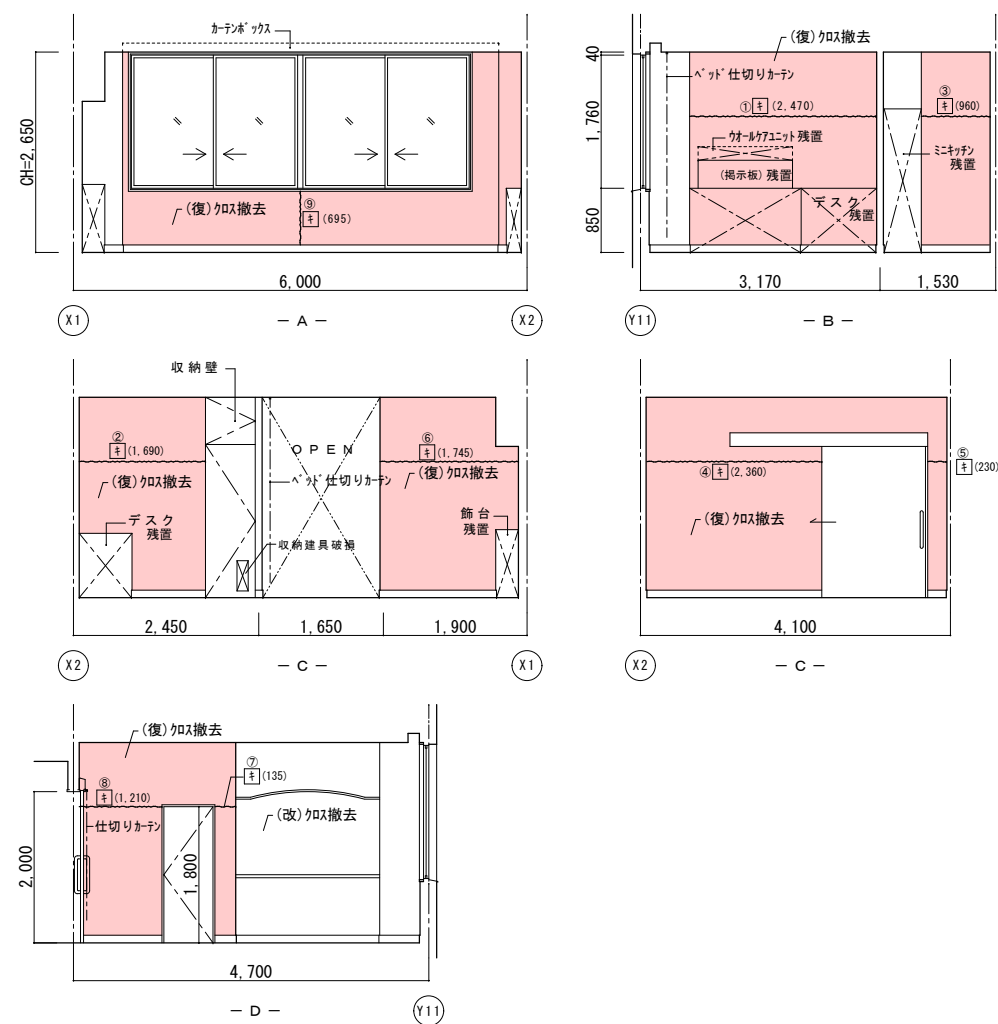 カーテンボックス
CH=2,650
(復)クロス撤去
⑨
キ (695)
6,000
X1
X2
― A ―
(復)クロス撤去
ベッド仕切りカーテン
① キ (2,470)
③
キ (960)
40
1,760
850
ウオールケアユニット 残置
(掲示板) 残置
デスク
残置
ミニキッチン
残置
3,170
1,530
Y11
― B ―
収納壁
②
キ (1,690)
(復)クロス撤去
デスク
残置
OPEN
ベッド仕切りカーテン
収納建具破損
⑥
キ (1,745)
(復)クロス撤去
飾台
残置
2,450
1,650
1,900
X2
― C ―
X1
④ キ (2,360)
⑤
キ (230)
(復)クロス撤去
4,100
X2
― C ―
(復)クロス撤去
⑦
キ (135)
⑧
キ (1,210)
仕切りカーテン
(改)クロス撤去
2,000
1,800
4,700
― D ―
Y11